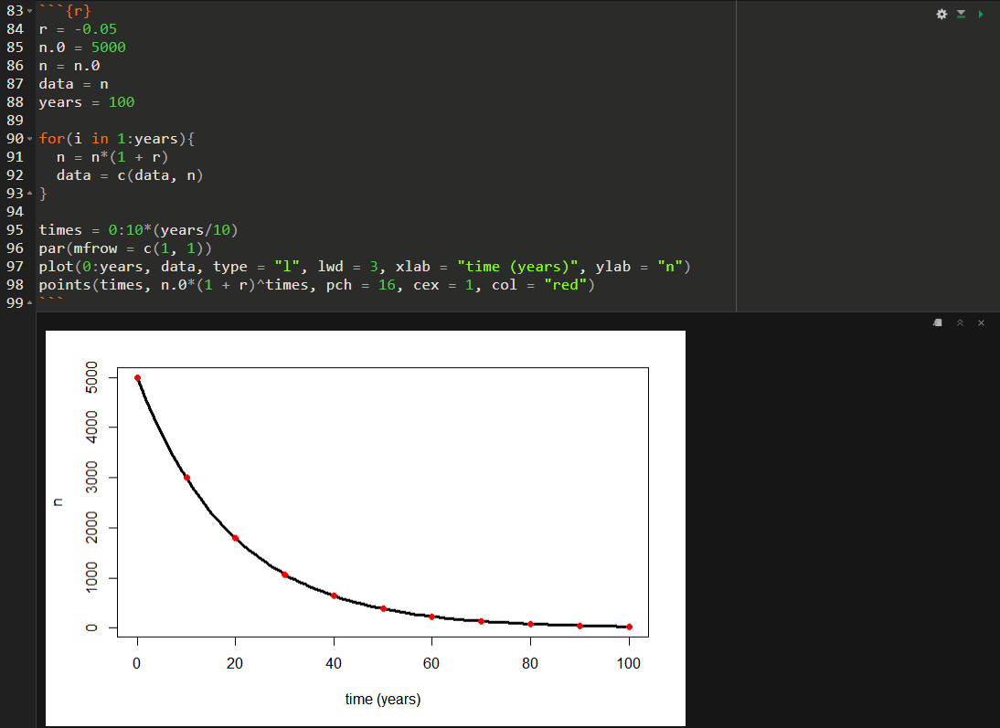 83 ```{r}
84 r = -0.05
85 n.0 = 5000
86 n = n.0
87 data = n
88 years = 100
89
90 for(i in 1:years){
91   n = n*(1 + r)
92   data = c(data, n)
93 }
94
95 times = 0:10*(years/10)
96 par(mfrow = c(1, 1))
97 plot(0:years, data, type = "l", lwd = 3, xlab = "time (years)", ylab = "n")
98 points(times, n.0*(1 + r)^times, pch = 16, cex = 1, col = "red")
99 ```
5000
4000
3000
2000
1000
0
n
0 20 40 60 80 100
time (years)